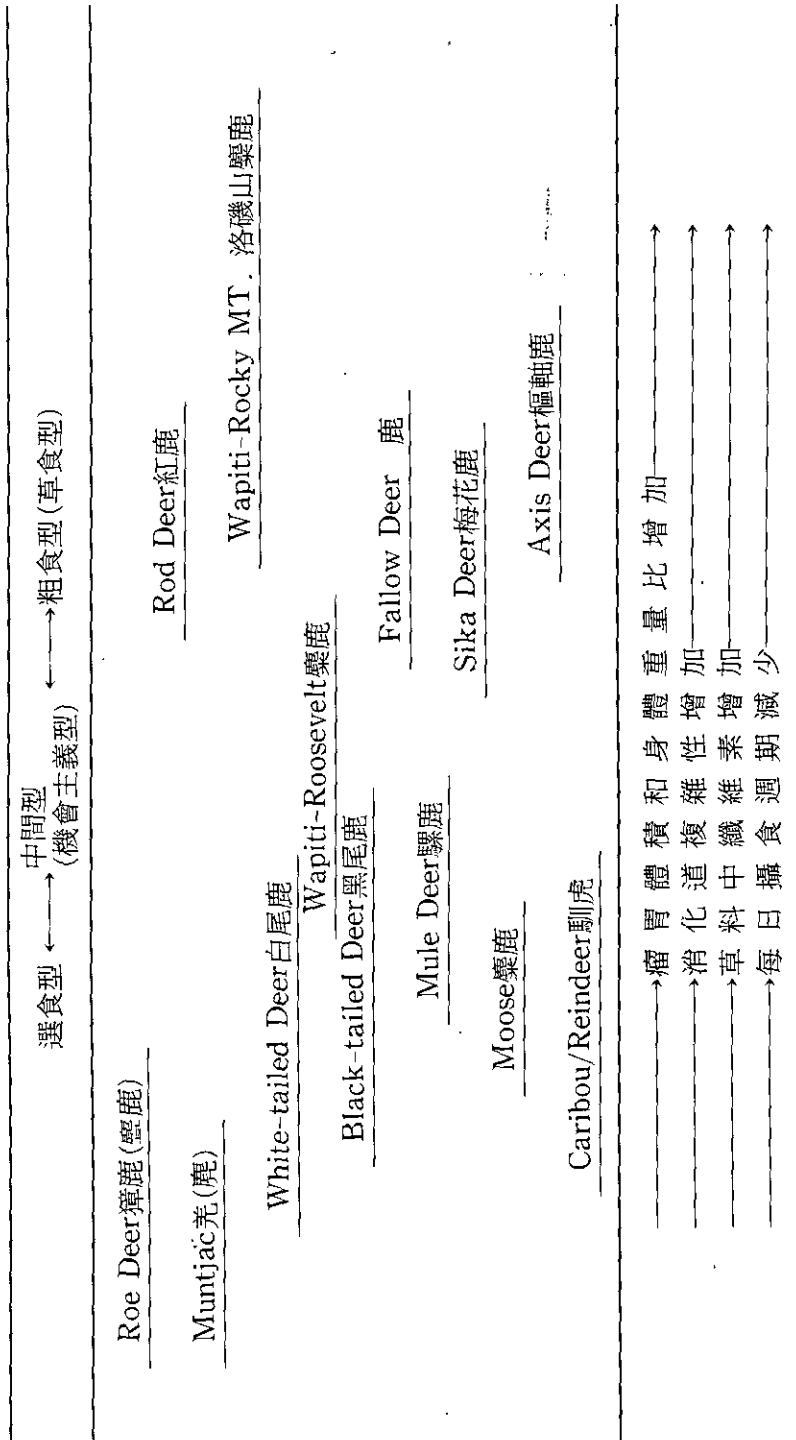 選食型 ←→ 中間型 ←→ 粗食型(草食型)
(機會主義型)
Roe Deer獐鹿(麕鹿)
Rod Deer紅鹿
Muntjac羌(麂)
Wapiti-Rocky MT. 洛磯山麋鹿
White-tailed Deer白尾鹿
Wapiti-Roosevelt麋鹿
Black-tailed Deer黑尾鹿
Fallow Deer 鹿
Mule Deer騾鹿
Sika Deer梅花鹿
Moose麋鹿
Axis Deer樞軸鹿
Caribou/Reindeer馴虎
→瘤胃體積和身體重量比增加→
→消化道複雜性增加→
→草料中纖維素增加→
→每日攝食週期減少→